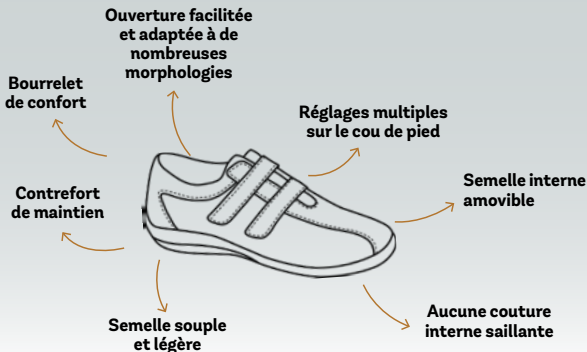 Ouverture facilitée
et adaptée à de
nombreuses
morphologies
Bourrelet
de confort
Réglages multiples
sur le cou de pied
Contrefort
de maintien
Semelle interne
amovible
Semelle souple
et légère
Aucune couture
interne saillante